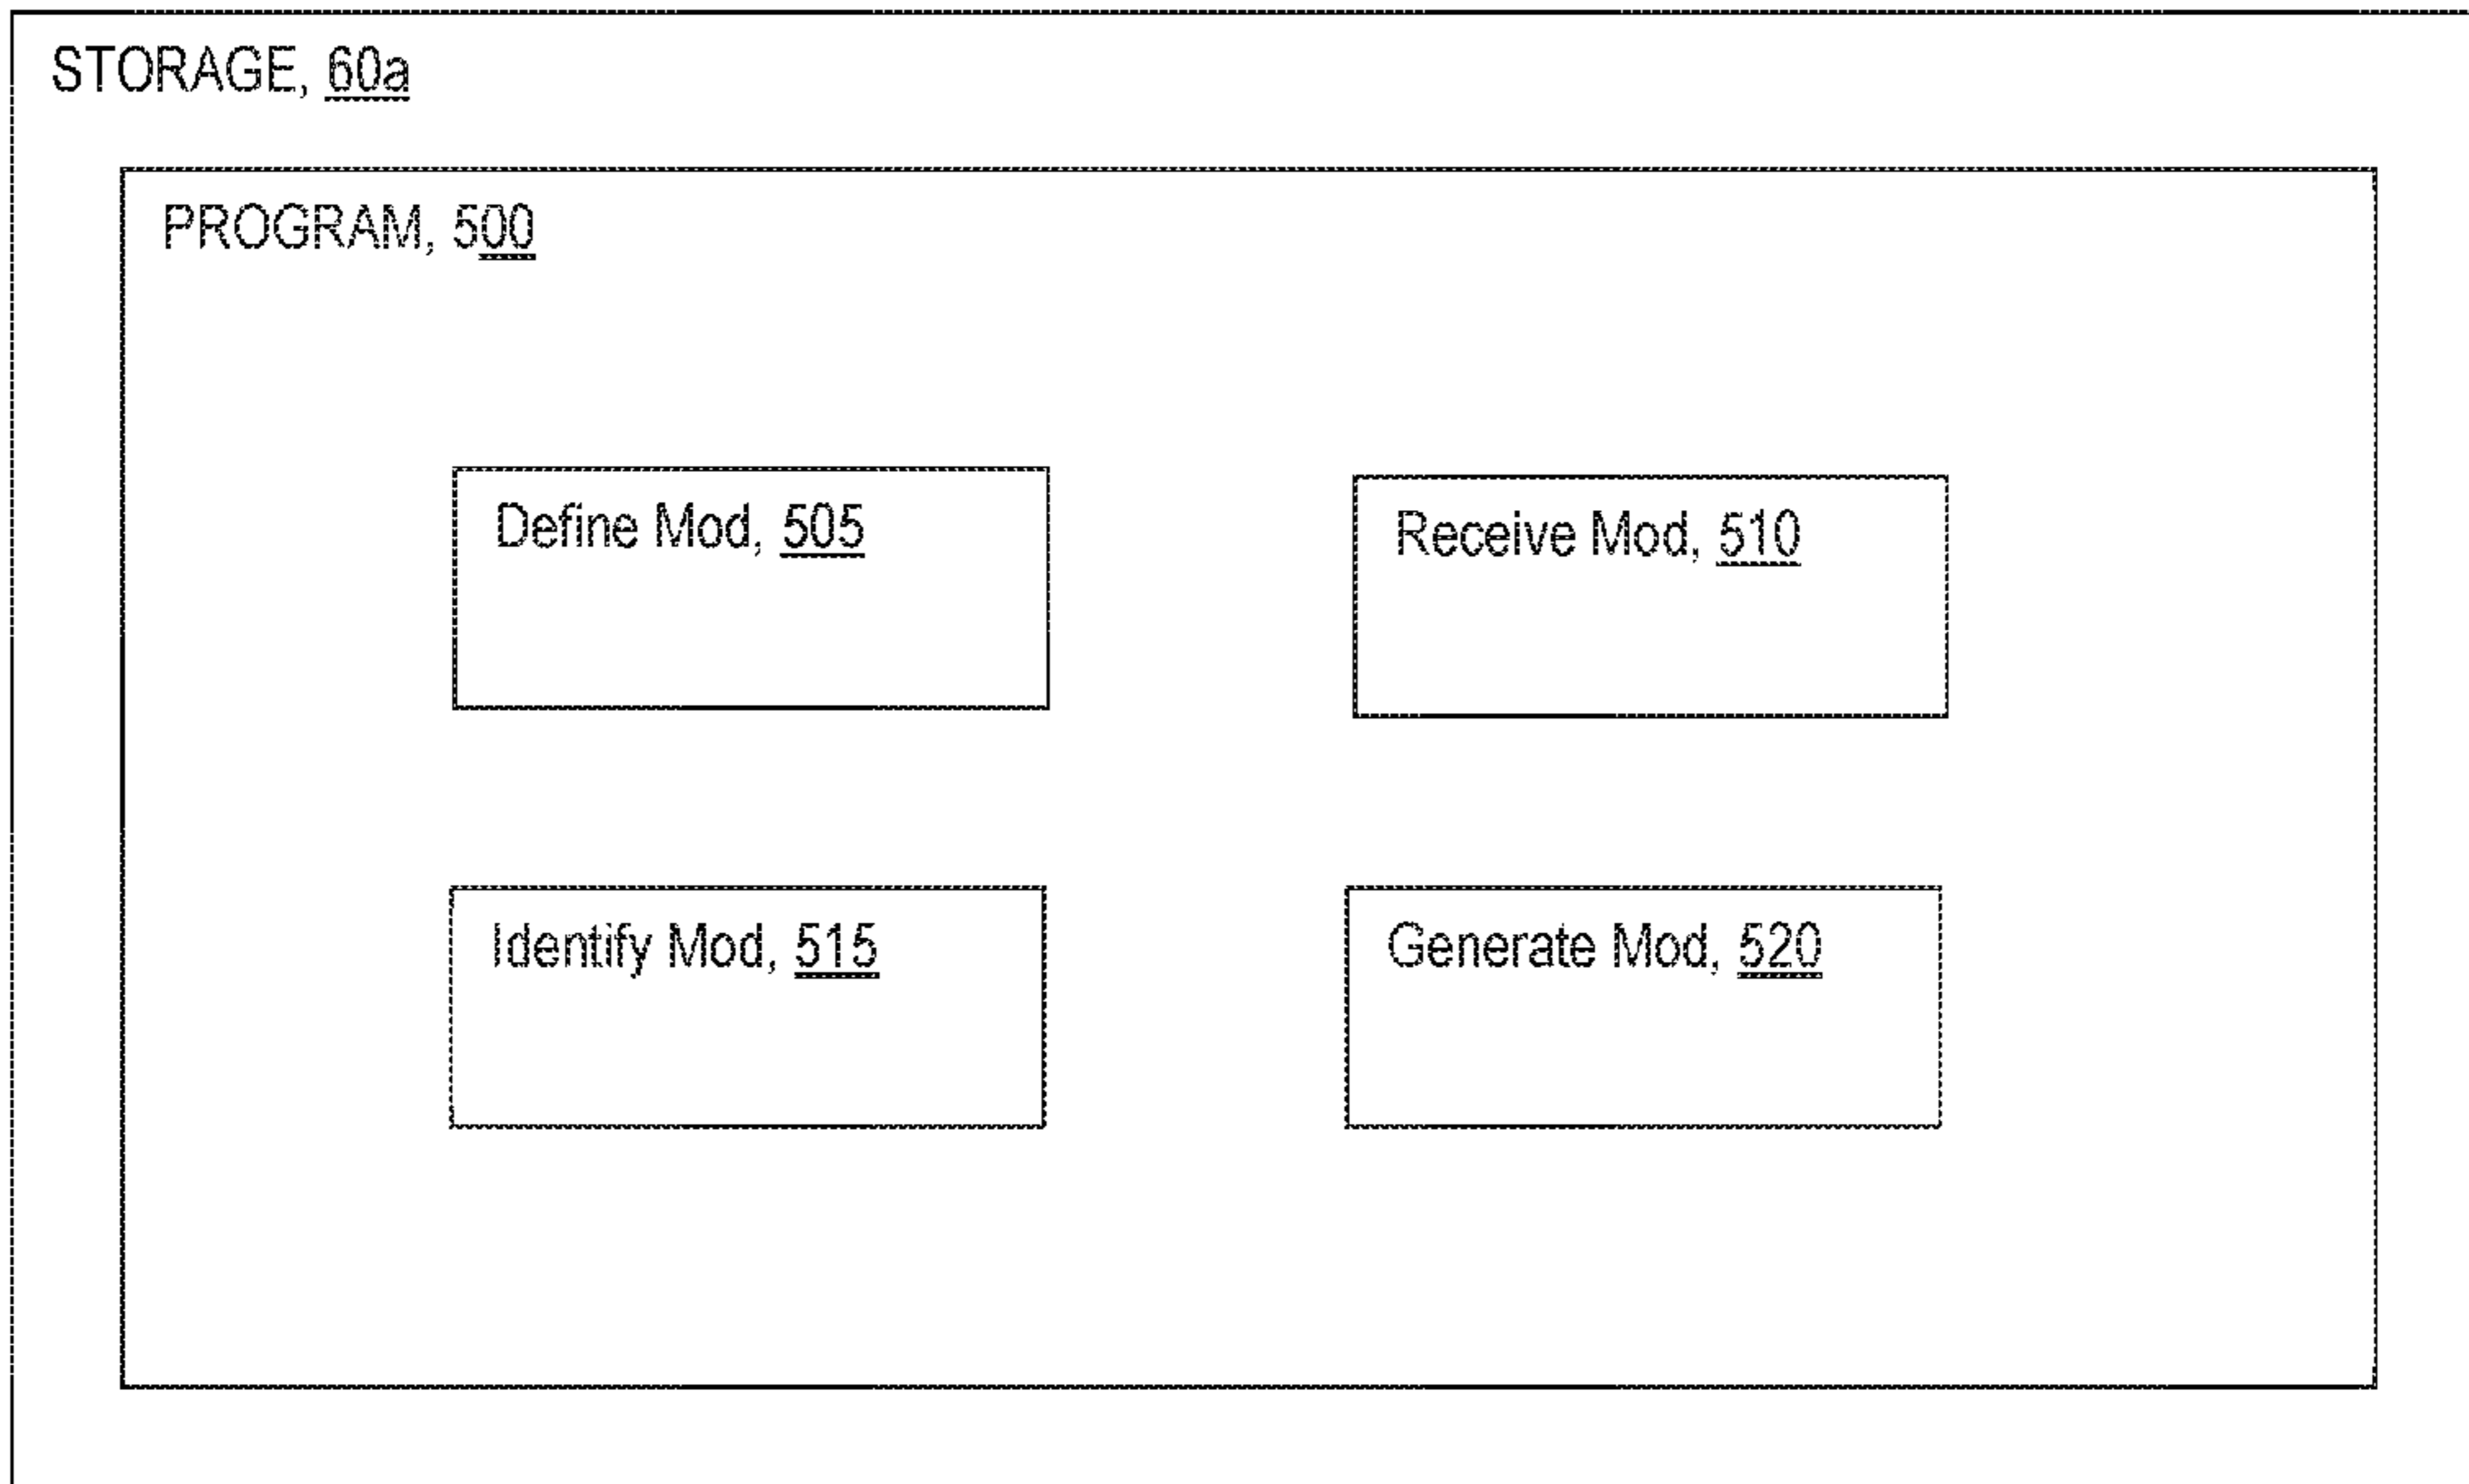 STORAGE, 60a
PROGRAM, 500
Define Mod, 505
Receive Mod, 510
Identify Mod, 515
Generate Mod, 520